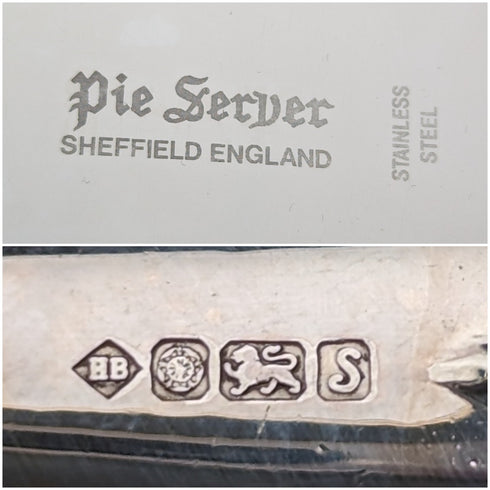 Pie Server
SHEFFIELD ENGLAND
STAINLESS
STEEL
HB
S